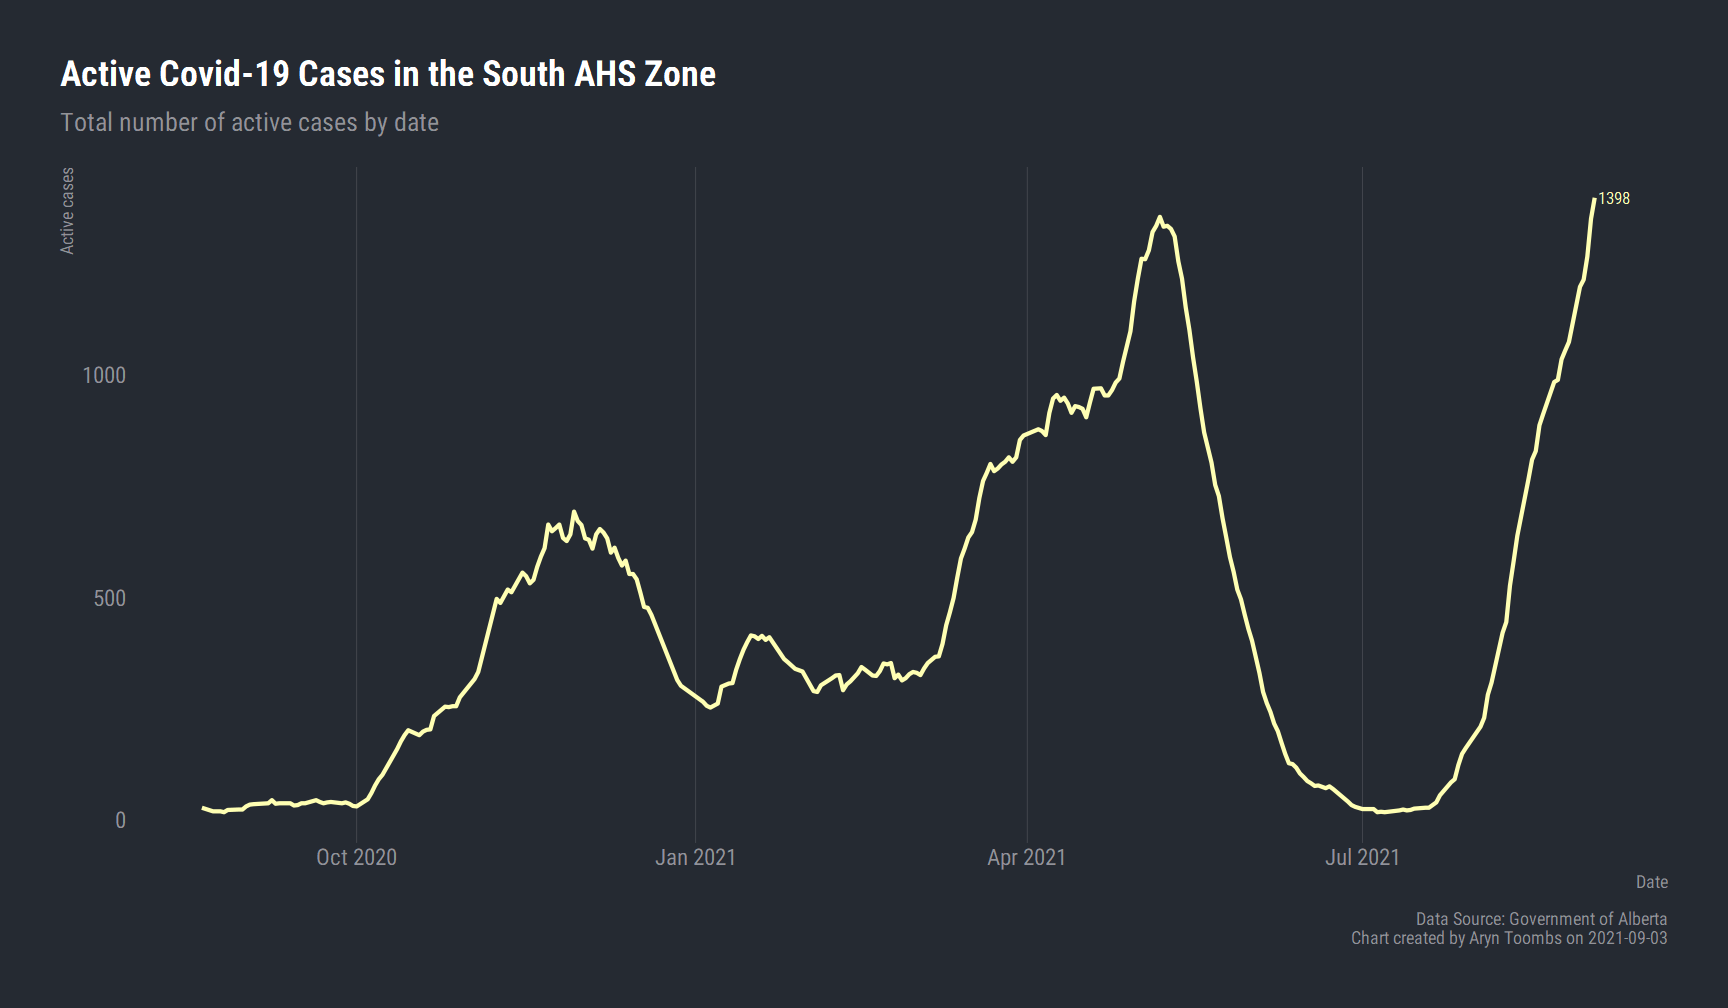 Active Covid-19 Cases in the South AHS Zone
Total number of active cases by date
Active cases
1398
1000
500
0
Oct 2020
Jan 2021
Apr 2021
Jul 2021
Date
Data Source: Government of Alberta
Chart created by Aryn Toombs on 2021-09-03